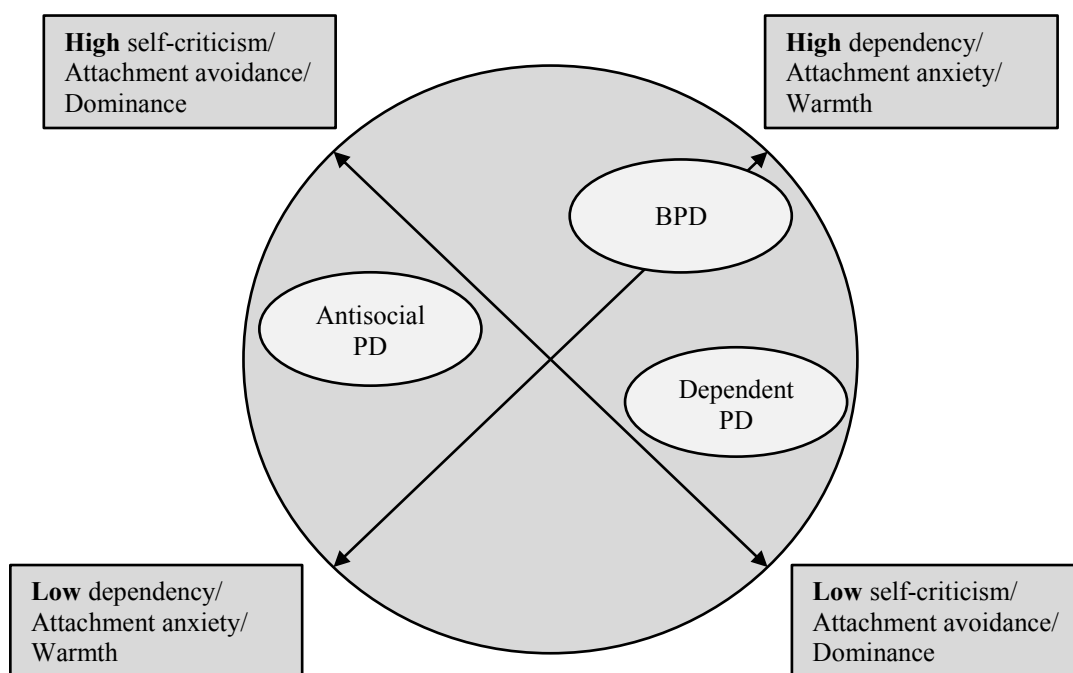 High self-criticism/
Attachment avoidance/
Dominance
High dependency/
Attachment anxiety/
Warmth
BPD
Antisocial
PD
Dependent
PD
Low dependency/
Attachment anxiety/
Warmth
Low self-criticism/
Attachment avoidance/
Dominance